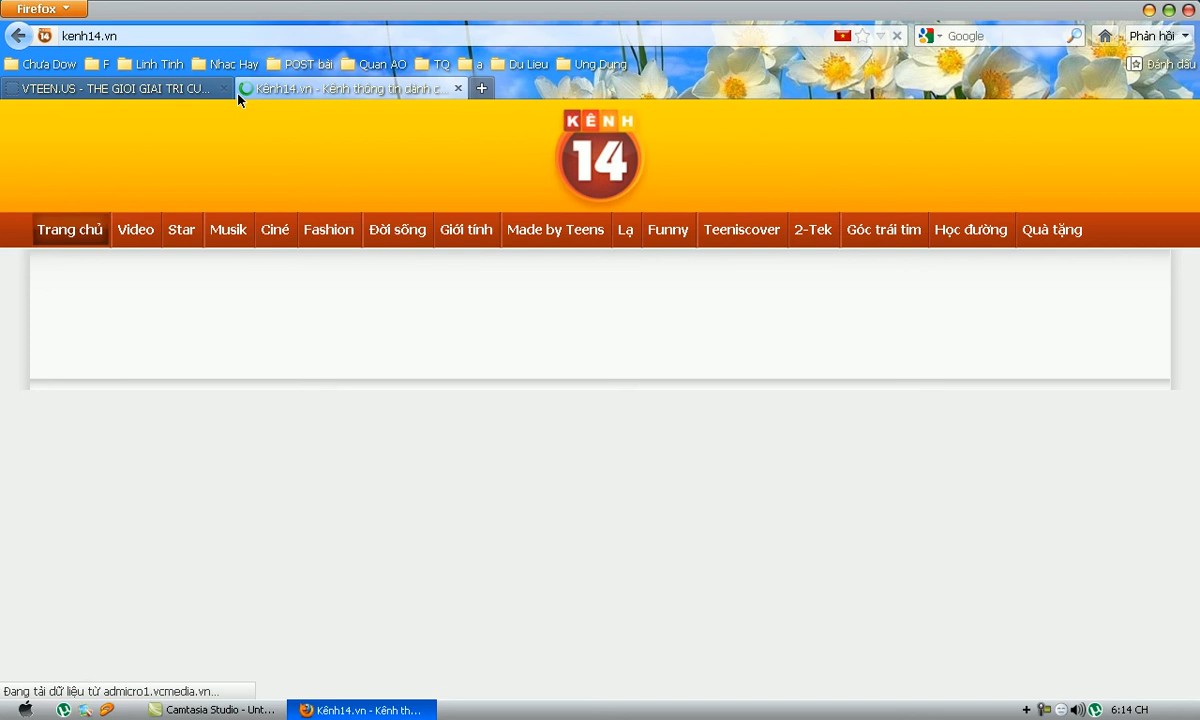 Firefox
kenh14.vn
Google
Phản hồi
Chưa Dow F Linh Tinh Nhac Hay POST bài Quan AO TQ a Du Lieu Ung Dung Đánh dấu
VTEEN.US - THE GIOI GIAI TRI CU... Kênh14.vn - Kênh thông tin dành c...
KÊNH
14
Trang chủ Video Star Musik Ciné Fashion Đời sống Giới tính Made by Teens Lạ Funny Teeniscover 2-Tek Góc trái tim Học đường Quà tặng
Đang tải dữ liệu từ admicro1.vcmedia.vn...
Camtasia Studio - Unt... Kênh14.vn - Kênh th... 6:14 CH